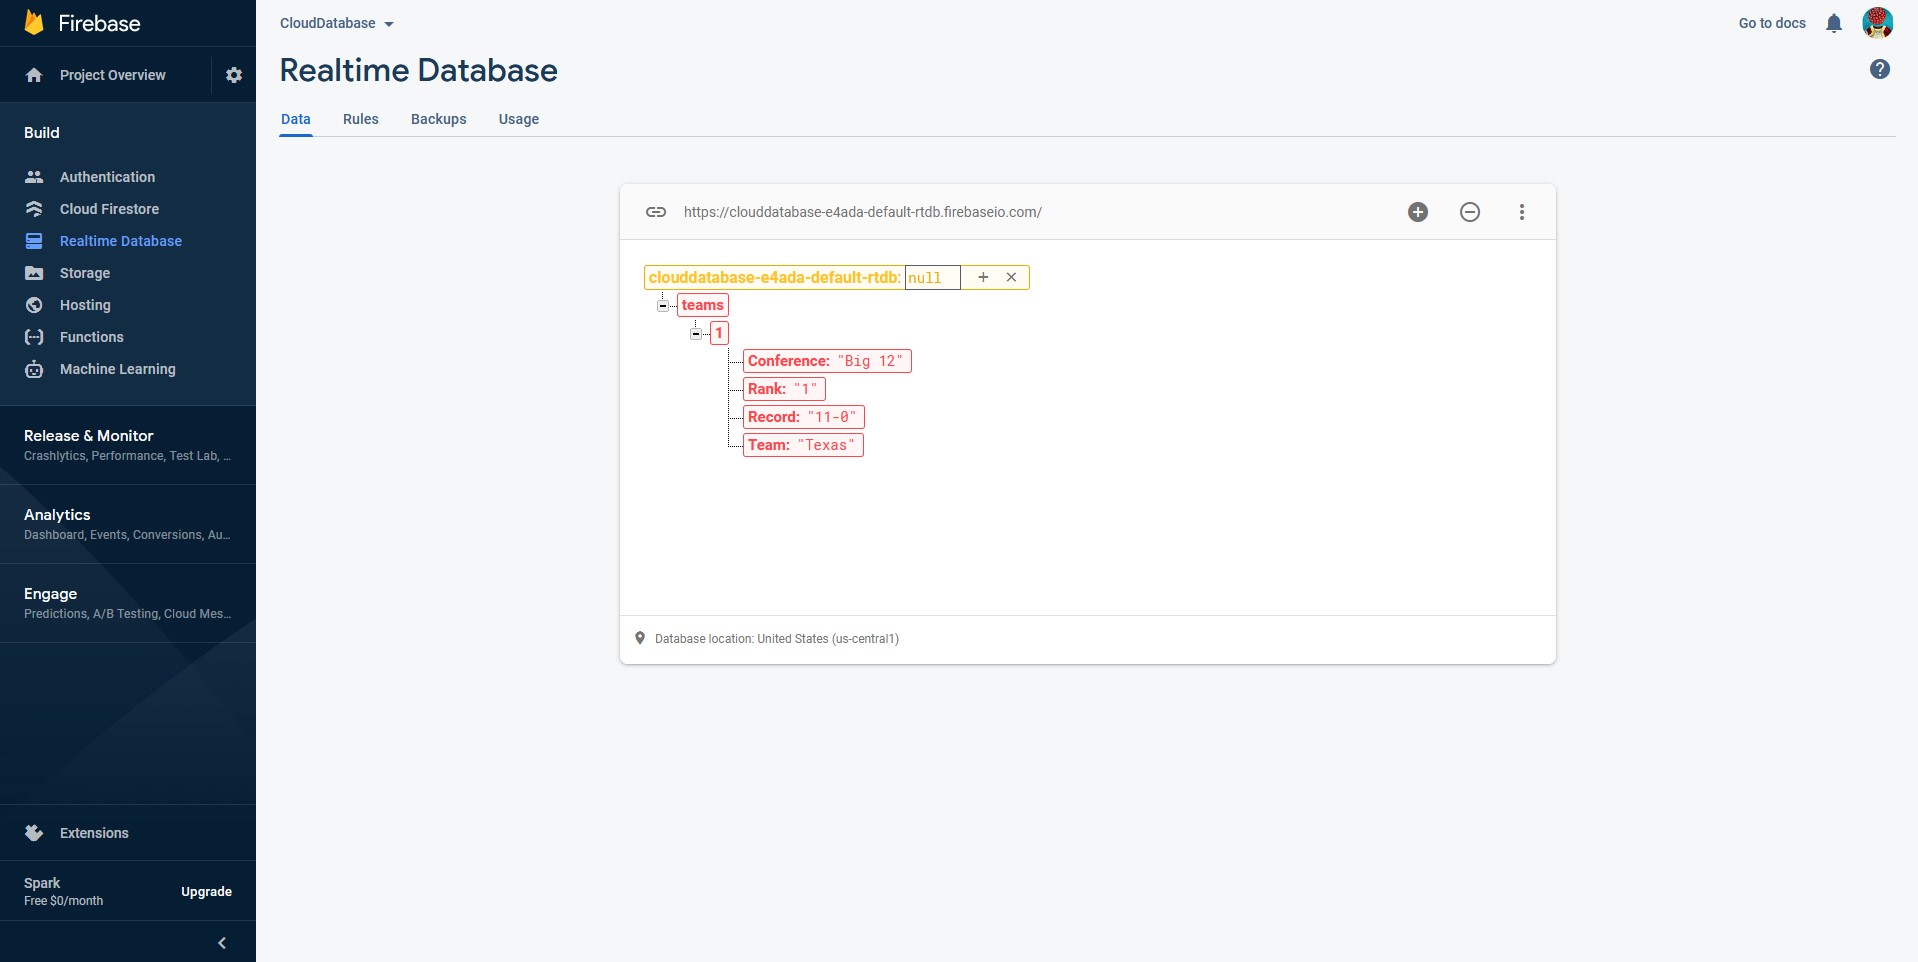 Firebase
Project Overview
Build
Authentication
Cloud Firestore
Realtime Database
Storage
Hosting
Functions
Machine Learning
Release & Monitor
Crashlytics, Performance, Test Lab, ...
Analytics
Dashboard, Events, Conversions, Au...
Engage
Predictions, A/B Testing, Cloud Mes...
Extensions
Spark
Free $0/month
Upgrade
CloudDatabase
Go to docs
Realtime Database
Data Rules Backups Usage
https://clouddatabase-e4ada-default-rtdb.firebaseio.com/
clouddatabase-e4ada-default-rtdb: null
teams
1
Conference: "Big 12"
Rank: "1"
Record: "11-0"
Team: "Texas"
Database location: United States (us-central1)